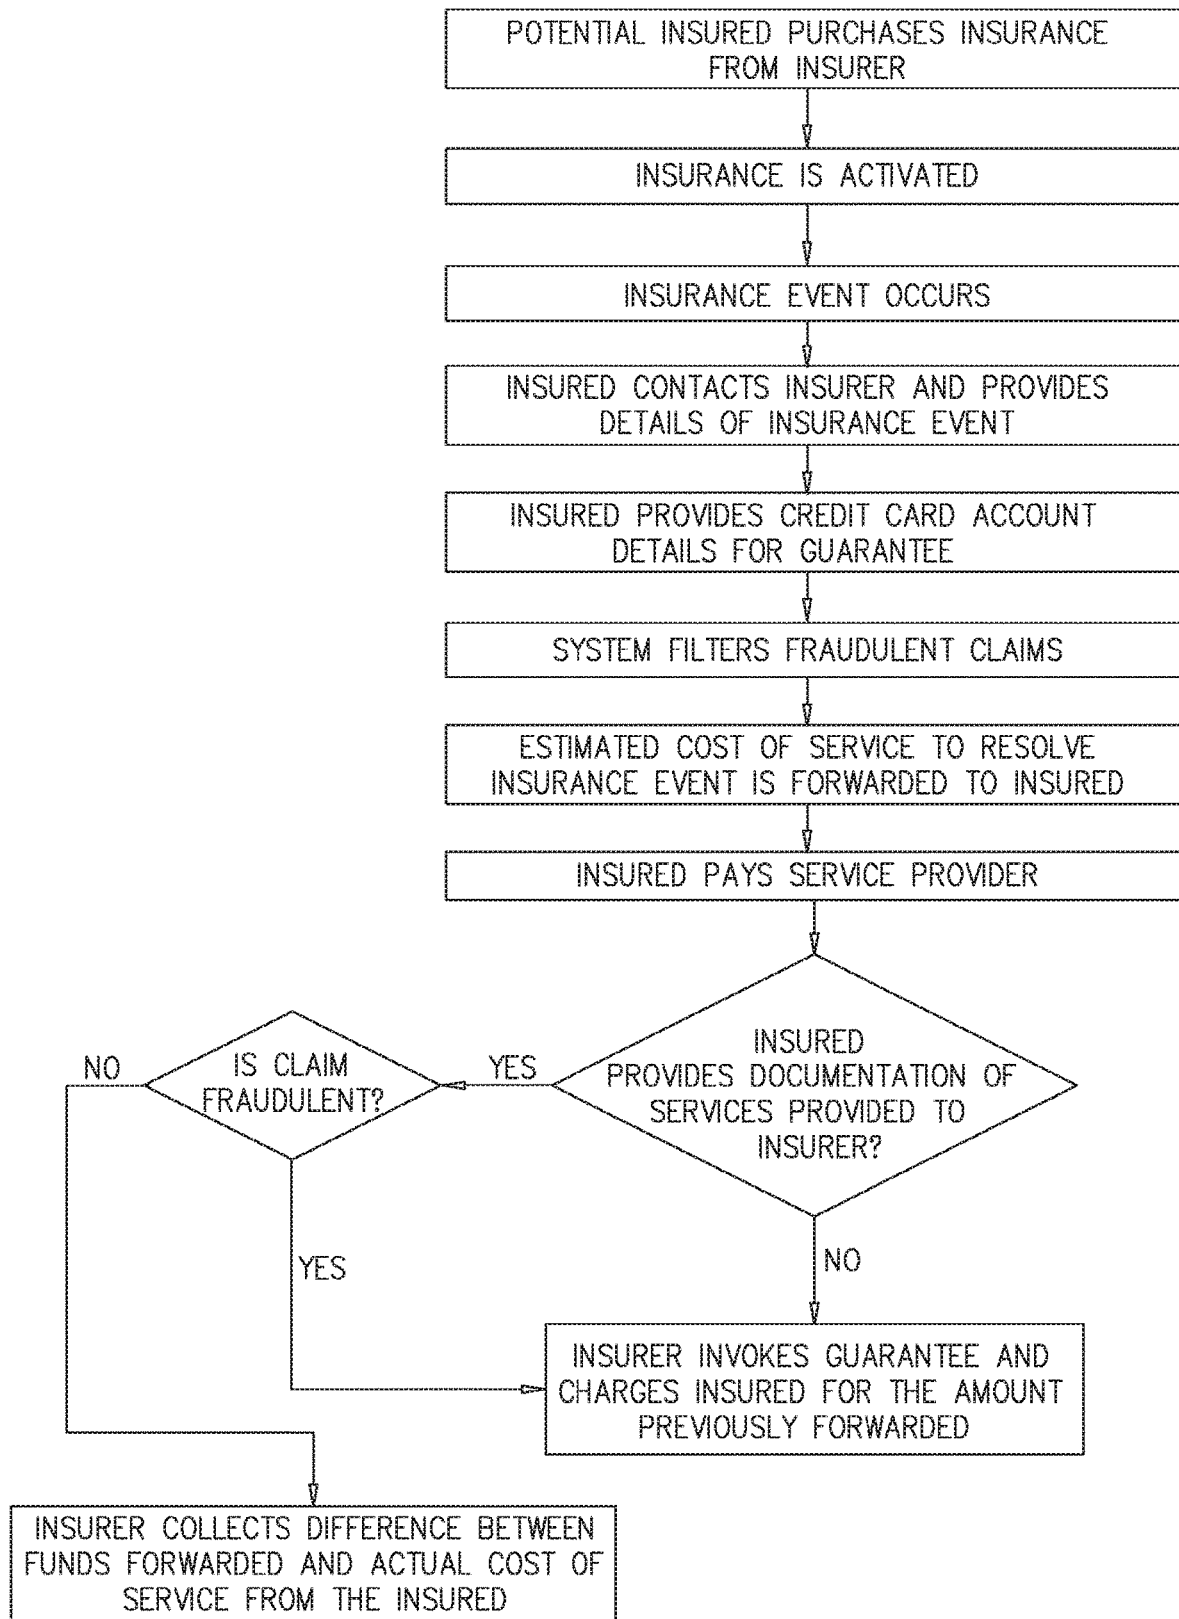 POTENTIAL INSURED PURCHASES INSURANCE
FROM INSURER
INSURANCE IS ACTIVATED
INSURANCE EVENT OCCURS
INSURED CONTACTS INSURER AND PROVIDES
DETAILS OF INSURANCE EVENT
INSURED PROVIDES CREDIT CARD ACCOUNT
DETAILS FOR GUARANTEE
SYSTEM FILTERS FRAUDULENT CLAIMS
ESTIMATED COST OF SERVICE TO RESOLVE
INSURANCE EVENT IS FORWARDED TO INSURED
INSURED PAYS SERVICE PROVIDER
INSURED
PROVIDES DOCUMENTATION OF
SERVICES PROVIDED TO
INSURER?
YES
IS CLAIM
FRAUDULENT?
NO
YES
NO
INSURER INVOKES GUARANTEE AND
CHARGES INSURED FOR THE AMOUNT
PREVIOUSLY FORWARDED
INSURER COLLECTS DIFFERENCE BETWEEN
FUNDS FORWARDED AND ACTUAL COST OF
SERVICE FROM THE INSURED